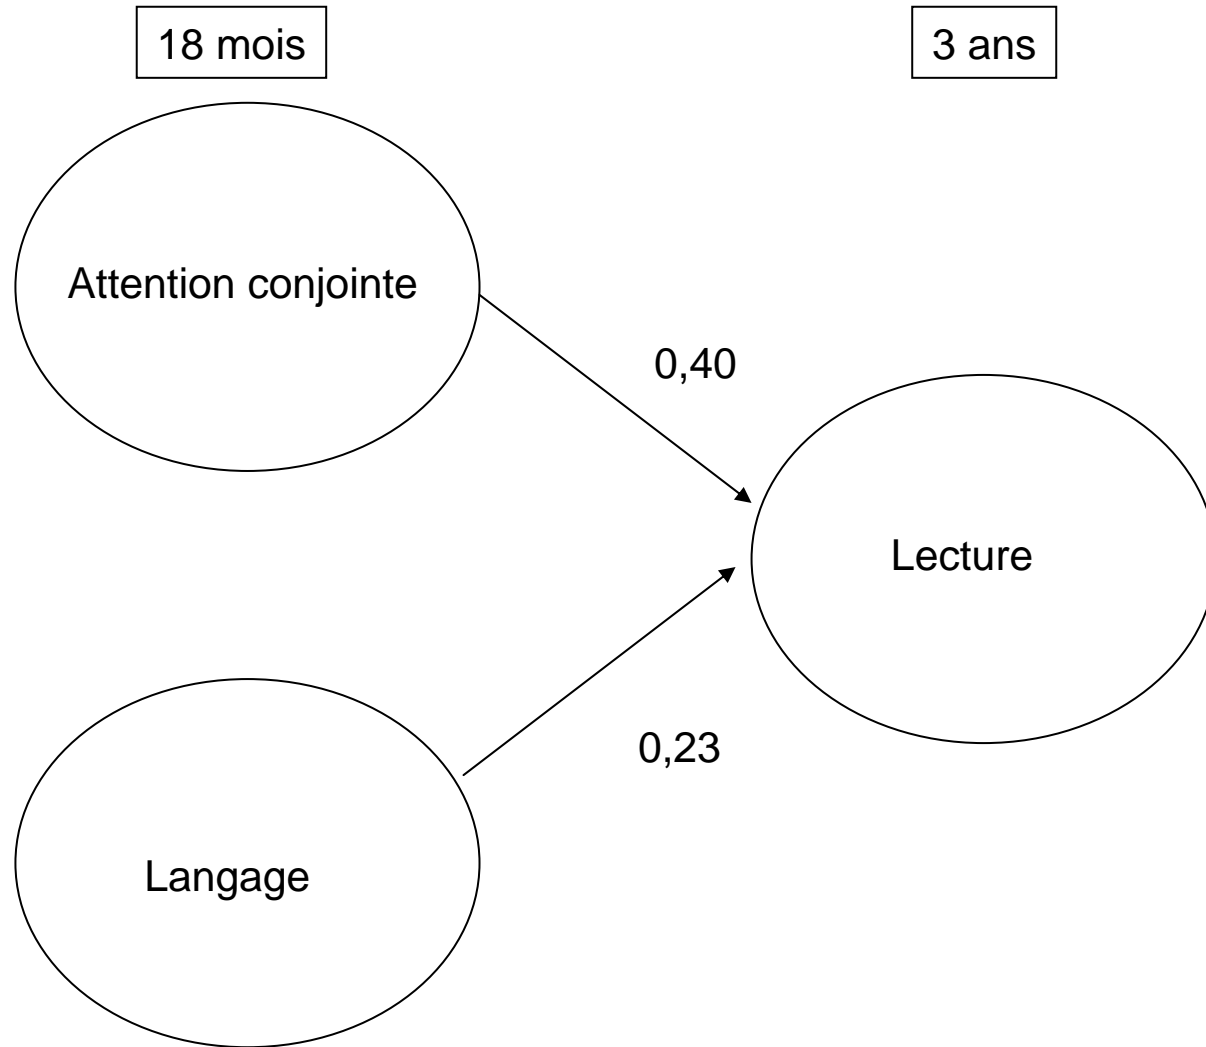 18 mois
3 ans
Attention conjointe
0,40
Lecture
0,23
Langage